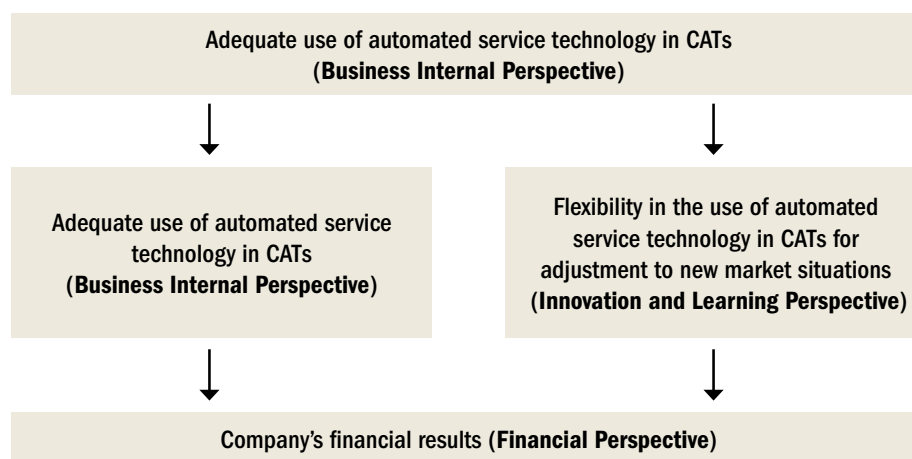 Adequate use of automated service technology in CATs
(Business Internal Perspective)
Adequate use of automated service
technology in CATs
(Business Internal Perspective)
Flexibility in the use of automated
service technology in CATs for
adjustment to new market situations
(Innovation and Learning Perspective)
Company's financial results (Financial Perspective)